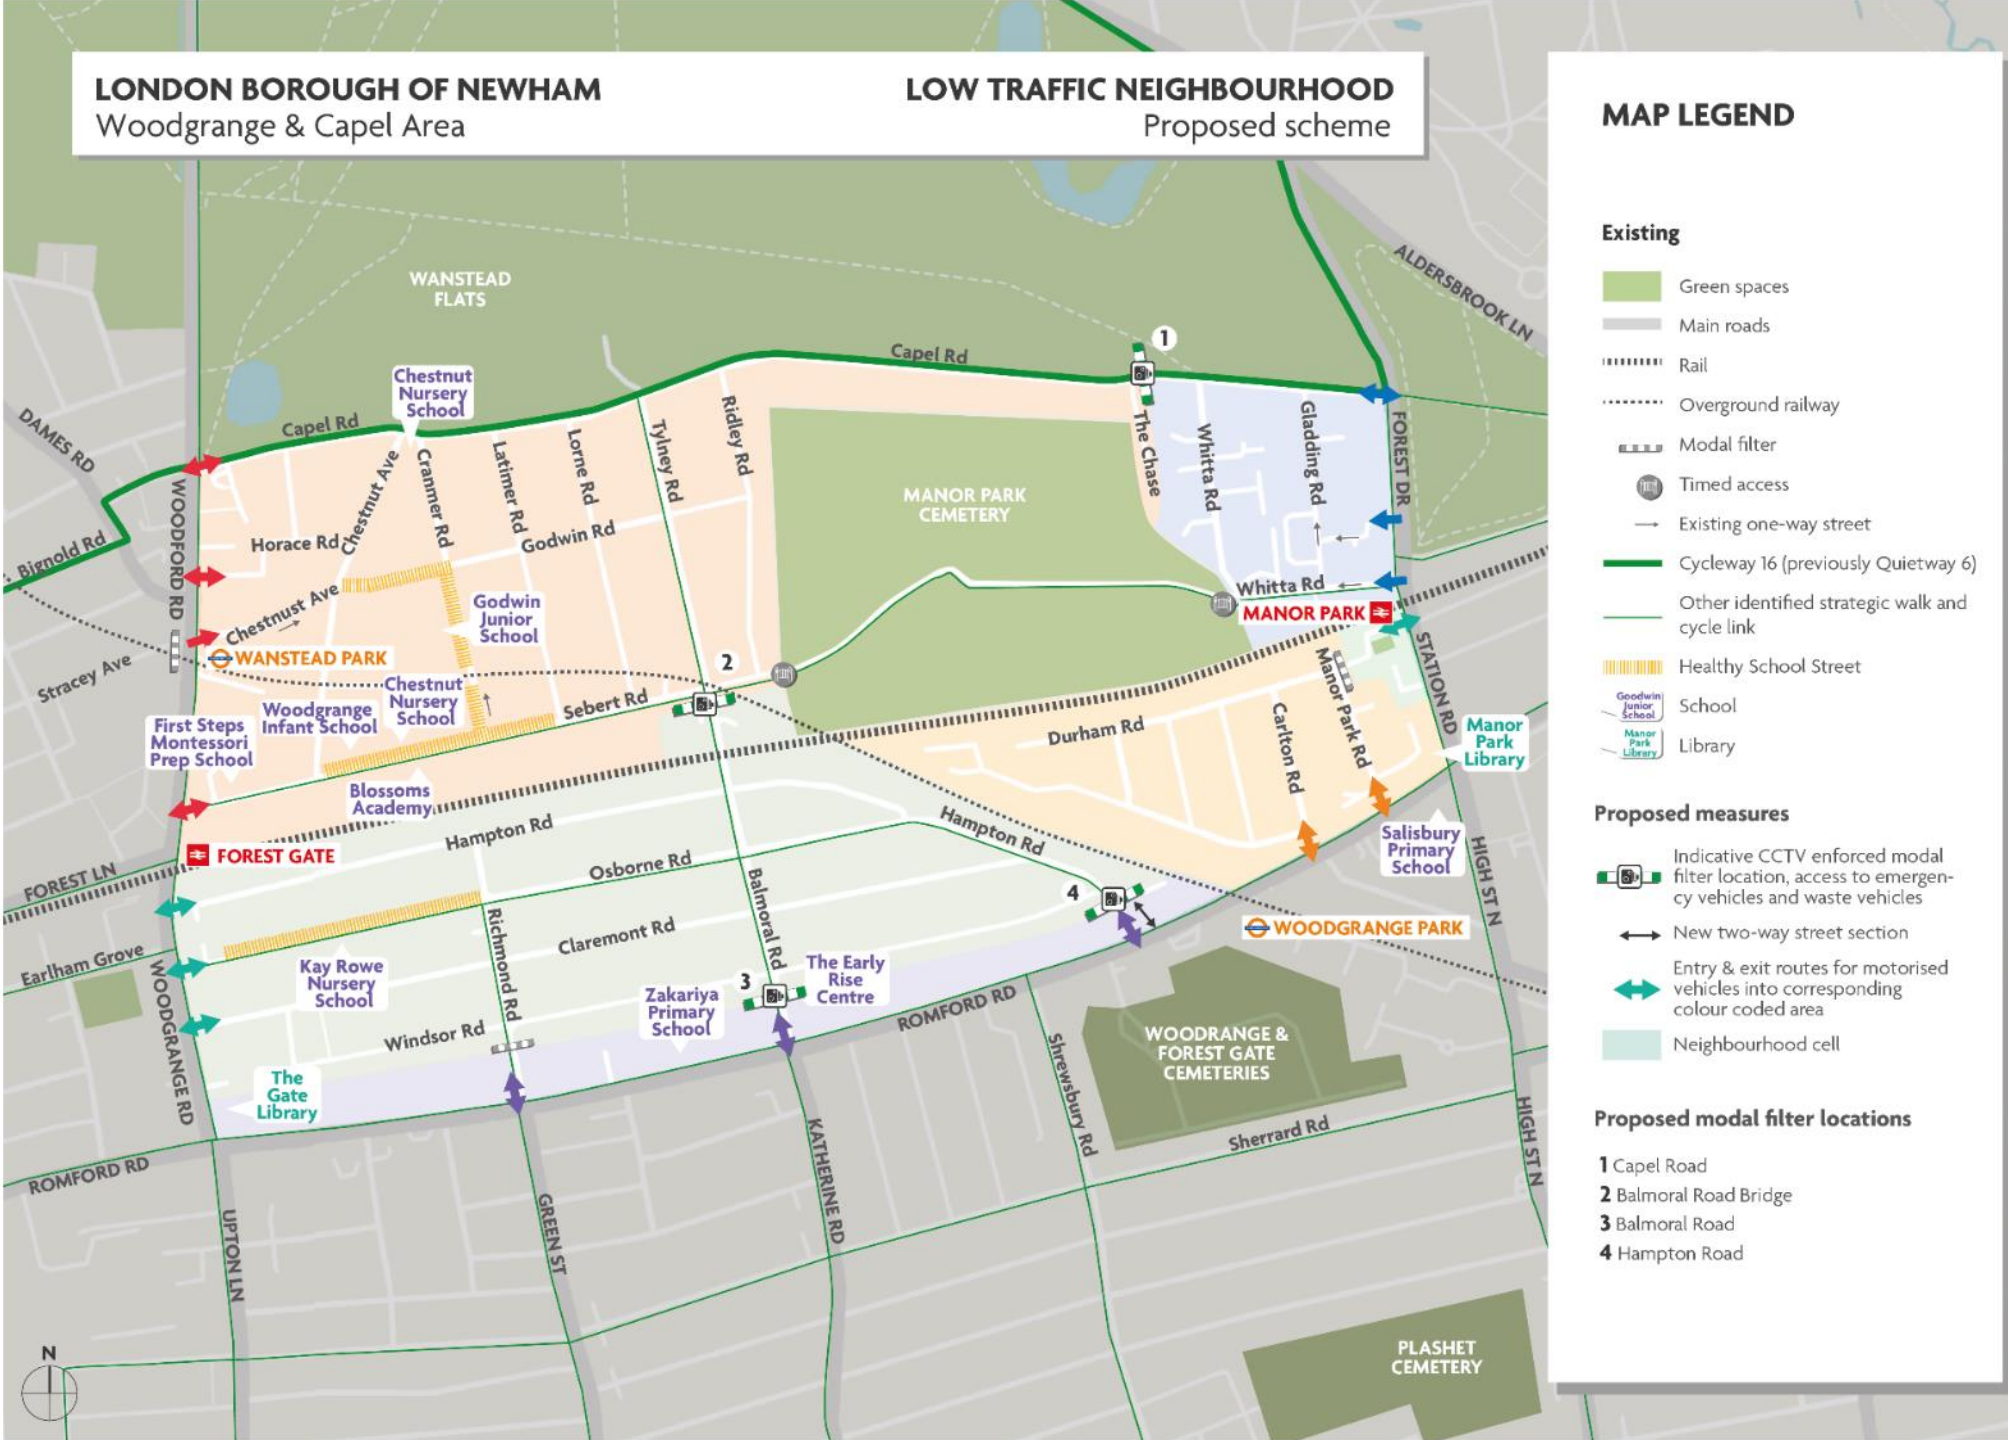 LONDON BOROUGH OF NEWHAM
Woodgrange & Capel Area
LOW TRAFFIC NEIGHBOURHOOD
Proposed scheme
WANSTEAD
FLATS
ALDERSBROOK LN
Capel Rd
1
Chestnut
Nursery
School
Capel Rd
DAMES RD
WOODFORD RD
Bignold Rd
Horace Rd
Chestnut Ave
Cranmer Rd
Latimer Rd
Lorne Rd
Tylney Rd
Ridley Rd
Godwin Rd
MANOR PARK
CEMETERY
The Chase
Whitta Rd
Gladding Rd
FOREST DR
Whitta Rd
MANOR PARK
Chestnust Ave
Godwin
Junior
School
WANSTEAD PARK
Stracey Ave
2
Chestnut
Nursery
School
Woodgrange
Infant School
Sebert Rd
First Steps
Montessori
Prep School
Blossoms
Academy
STATION RD
Manor Park Rd
Carlton Rd
Durham Rd
Manor
Park
Library
Hampton Rd
Hampton Rd
FOREST GATE
FOREST LN
Osborne Rd
Salisbury
Primary
School
HIGH ST N
4
Balmoral Rd
Richmond Rd
Claremont Rd
WOODGRANGE PARK
Earlham Grove
WOODGRANGE RD
Kay Rowe
Nursery
School
3
The Early
Rise
Centre
Zakariya
Primary
School
ROMFORD RD
Windsor Rd
WOODRANGE &
FOREST GATE
CEMETERIES
Shrewsbury Rd
The
Gate
Library
Sherrard Rd
HIGH ST N
ROMFORD RD
UPTON LN
GREEN ST
KATHERINE RD
PLASHET
CEMETERY
N
MAP LEGEND
Existing
Green spaces
Main roads
Rail
Overground railway
Modal filter
Timed access
Existing one-way street
Cycleway 16 (previously Quietway 6)
Other identified strategic walk and
cycle link
Healthy School Street
Goodwin
Junior
School
School
Manor
Park
Library
Library
Proposed measures
Indicative CCTV enforced modal
filter location, access to emergen-
cy vehicles and waste vehicles
New two-way street section
Entry & exit routes for motorised
vehicles into corresponding
colour coded area
Neighbourhood cell
Proposed modal filter locations
1 Capel Road
2 Balmoral Road Bridge
3 Balmoral Road
4 Hampton Road